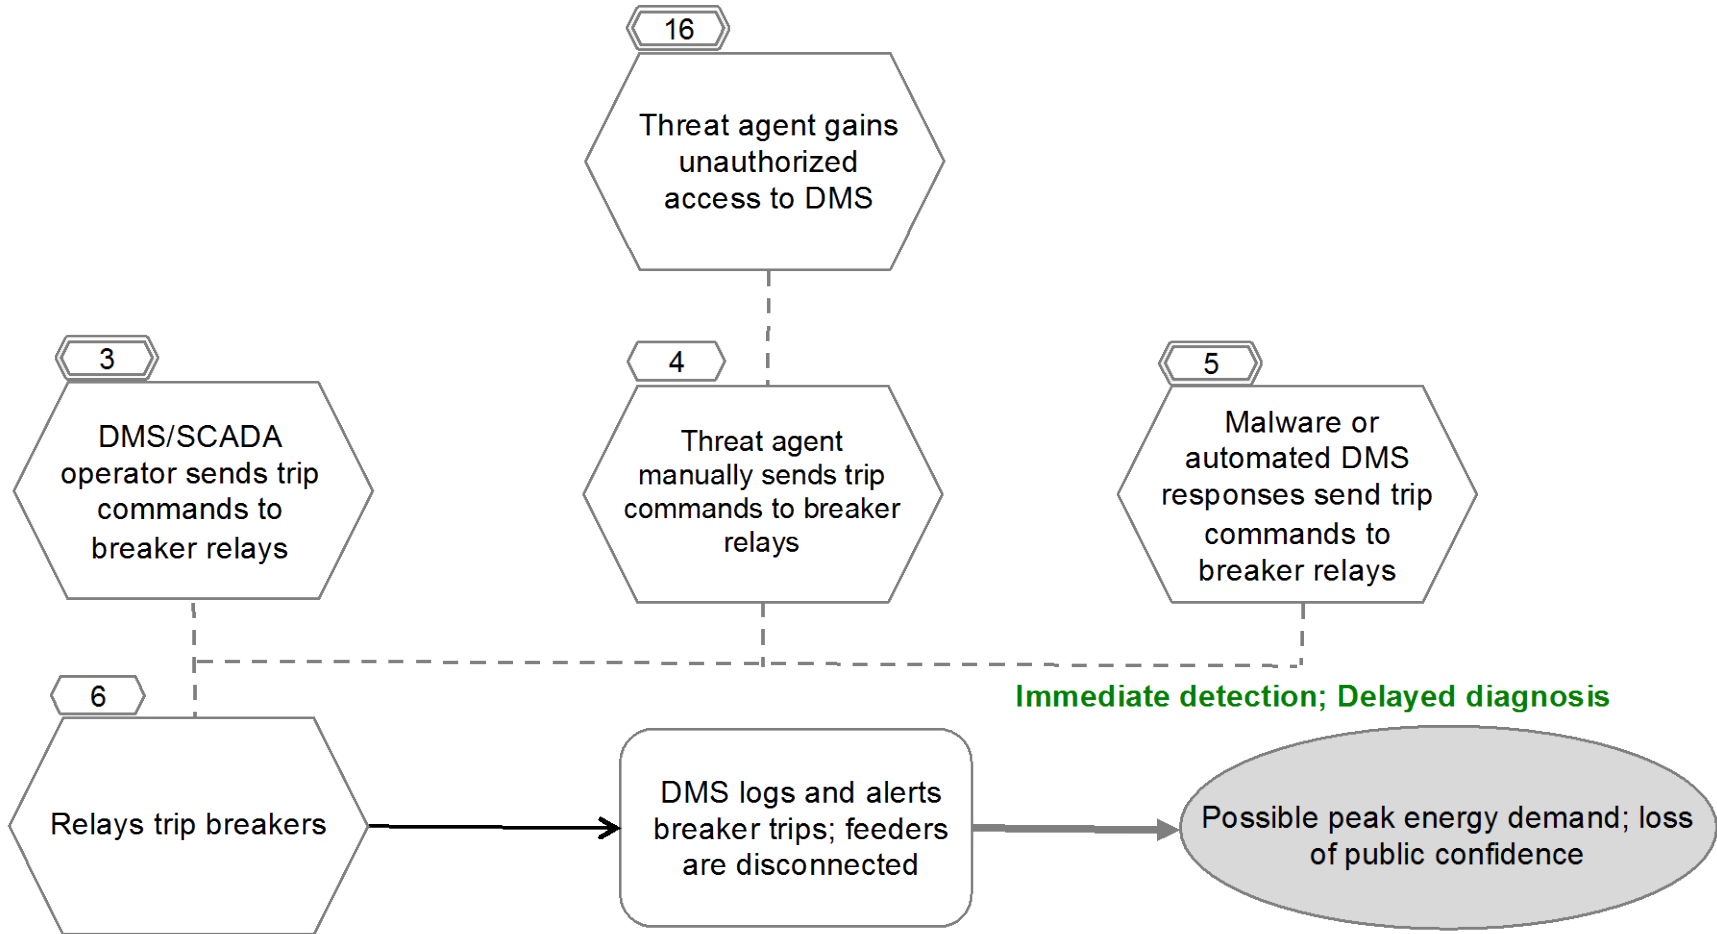 16
Threat agent gains
unauthorized
access to DMS
3
DMS/SCADA
operator sends trip
commands to
breaker relays
4
Threat agent
manually sends trip
commands to breaker
relays
5
Malware or
automated DMS
responses send trip
commands to
breaker relays
6
Relays trip breakers
DMS logs and alerts
breaker trips; feeders
are disconnected
Immediate detection; Delayed diagnosis
Possible peak energy demand; loss
of public confidence